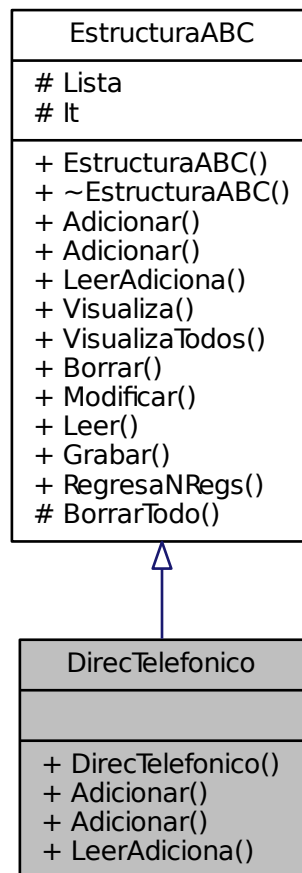 EstructuraABC
# Lista
# It
+ EstructuraABC()
+ ~EstructuraABC()
+ Adicionar()
+ Adicionar()
+ LeerAdiciona()
+ Visualiza()
+ VisualizaTodos()
+ Borrar()
+ Modificar()
+ Leer()
+ Grabar()
+ RegresaNRegs()
# BorrarTodo()
DirecTelefonico
+ DirecTelefonico()
+ Adicionar()
+ Adicionar()
+ LeerAdiciona()